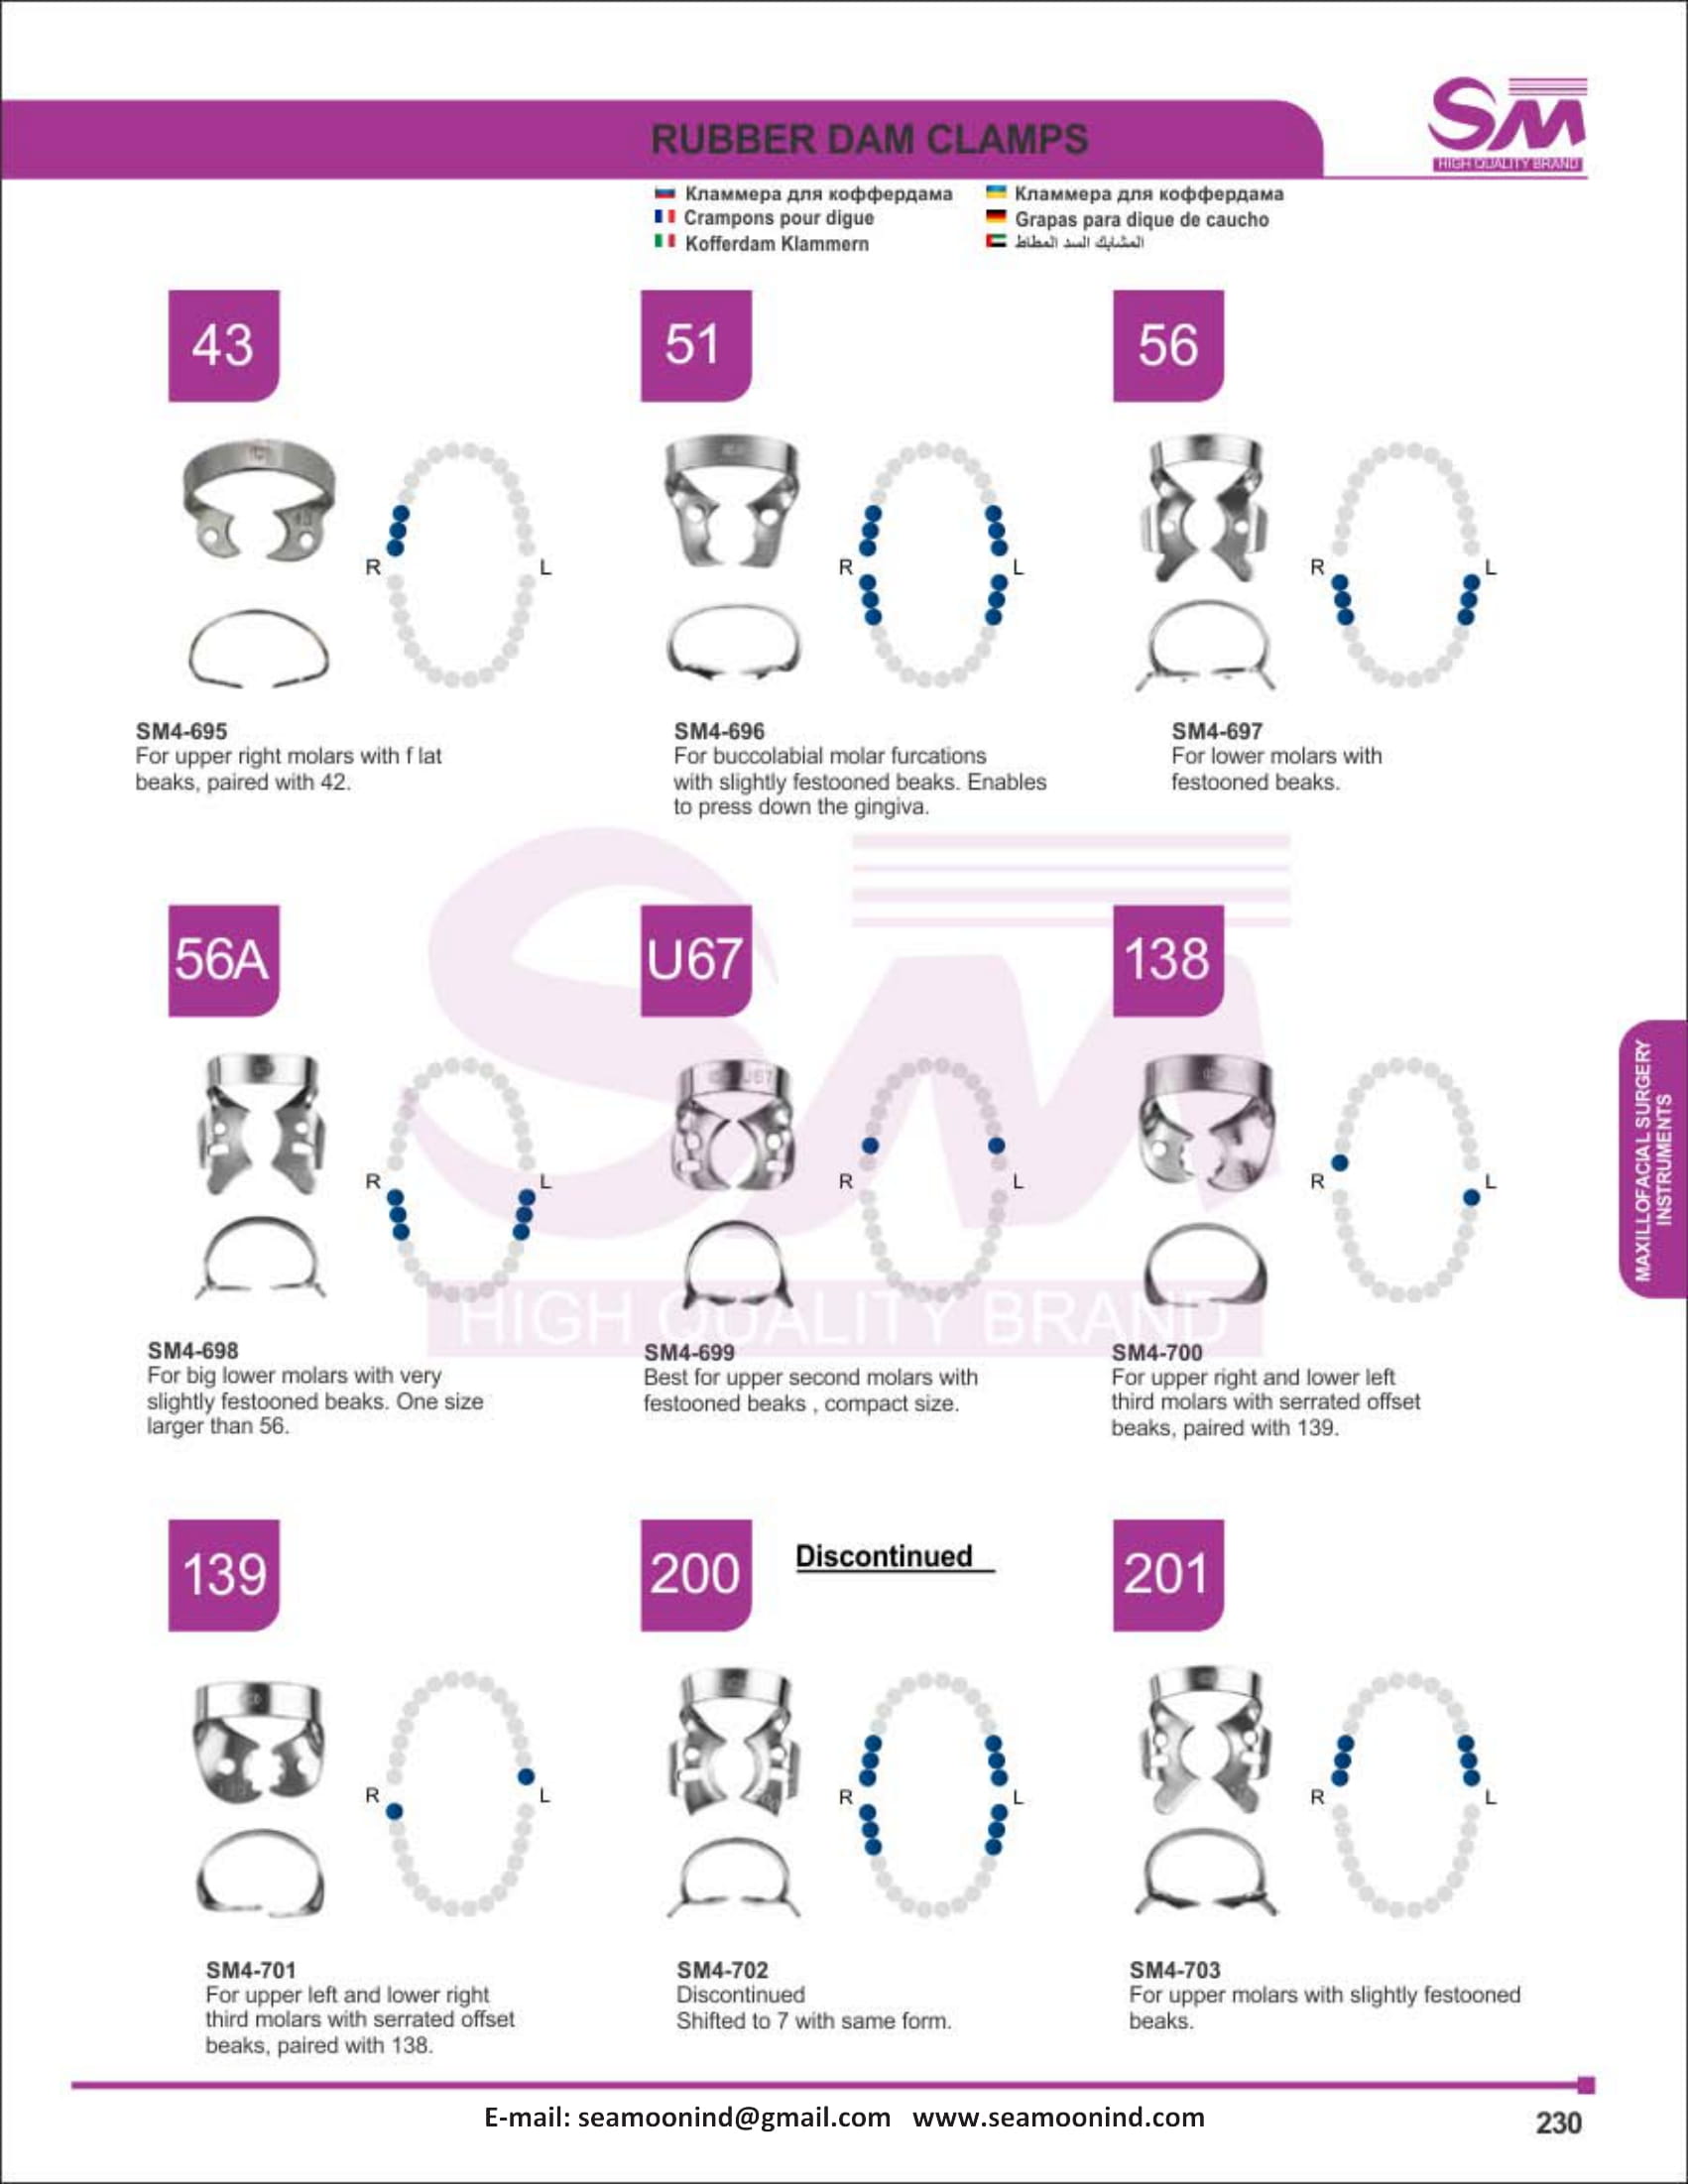 SM
HIGH QUALITY BRAND
RUBBER DAM CLAMPS
Кламмера для коффердама
Crampons pour digue
Kofferdam Klammern
Кламмера для коффердама
Grapas para dique de caucho
المشابك السد المطاط
43
51
56
R
L
R
L
R
L
SM4-695
For upper right molars with f lat
beaks, paired with 42.
SM4-696
For buccolabial molar furcations
with slightly festooned beaks. Enables
to press down the gingiva.
SM4-697
For lower molars with
festooned beaks.
SM
HIGH QUALITY BRAND
56A
U67
138
U67
R
L
R
L
R
L
SM4-698
For big lower molars with very
slightly festooned beaks. One size
larger than 56.
SM4-699
Best for upper second molars with
festooned beaks , compact size.
SM4-700
For upper right and lower left
third molars with serrated offset
beaks, paired with 139.
MAXILLOFACIAL SURGERY
INSTRUMENTS
139
200
Discontinued
201
R
L
R
L
R
L
SM4-701
For upper left and lower right
third molars with serrated offset
beaks, paired with 138.
SM4-702
Discontinued
Shifted to 7 with same form.
SM4-703
For upper molars with slightly festooned
beaks.
E-mail: seamoonind@gmail.com www.seamoonind.com
230